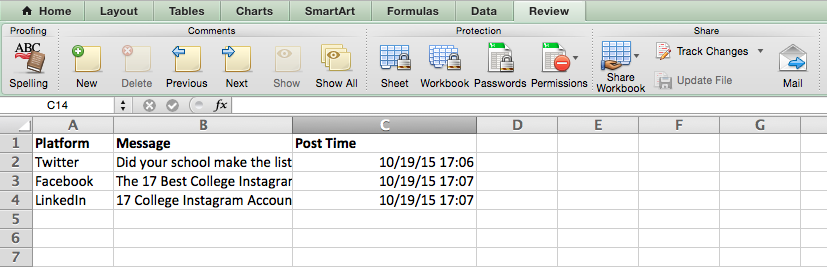 Home Layout Tables Charts SmartArt Formulas Data Review
Proofing Comments Protection Share
ABC
Spelling New Delete Previous Next Show Show All Sheet Workbook Passwords Permissions Share Workbook Track Changes Update File Mail
C14 fx
A B C D E F G
1 Platform Message Post Time
2 Twitter Did your school make the list 10/19/15 17:06
3 Facebook The 17 Best College Instagrar 10/19/15 17:07
4 LinkedIn 17 College Instagram Accoun 10/19/15 17:07
5
6
7